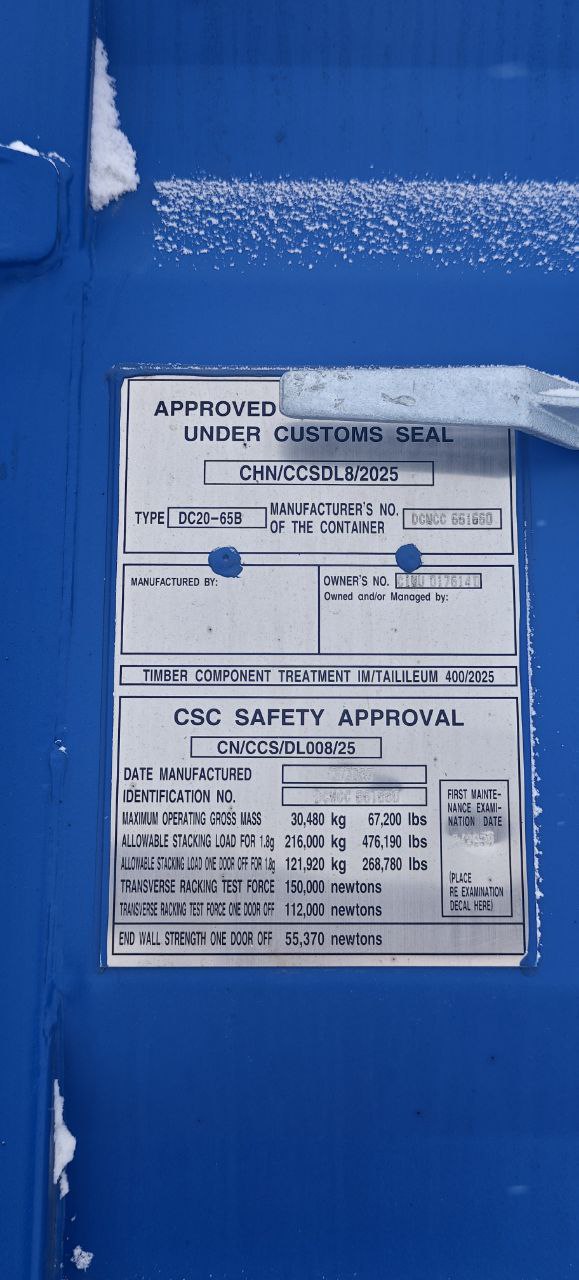 APPROVED
UNDER CUSTOMS SEAL
CHN/CCSDL8/2025
TYPE DC20-65B
MANUFACTURER'S NO. OF THE CONTAINER
MANUFACTURED BY:
OWNER'S NO.
Owned and/or Managed by:
TIMBER COMPONENT TREATMENT IM/TAILILEUM 400/2025
CSC SAFETY APPROVAL
CN/CCS/DL008/25
DATE MANUFACTURED
IDENTIFICATION NO.
MAXIMUM OPERATING GROSS MASS 30,480 kg 67,200 lbs
ALLOWABLE STACKING LOAD FOR 1.8g 216,000 kg 476,190 lbs
ALLOWABLE STACKING LOAD ONE DOOR OFF FOR 1.8g 121,920 kg 268,780 lbs
TRANSVERSE RACKING TEST FORCE 150,000 newtons
TRANSVERSE RACKING TEST FORCE ONE DOOR OFF 112,000 newtons
END WALL STRENGTH ONE DOOR OFF 55,370 newtons
FIRST MAINTE-
NANCE EXAMI-
NATION DATE
(PLACE
RE EXAMINATION
DECAL HERE)